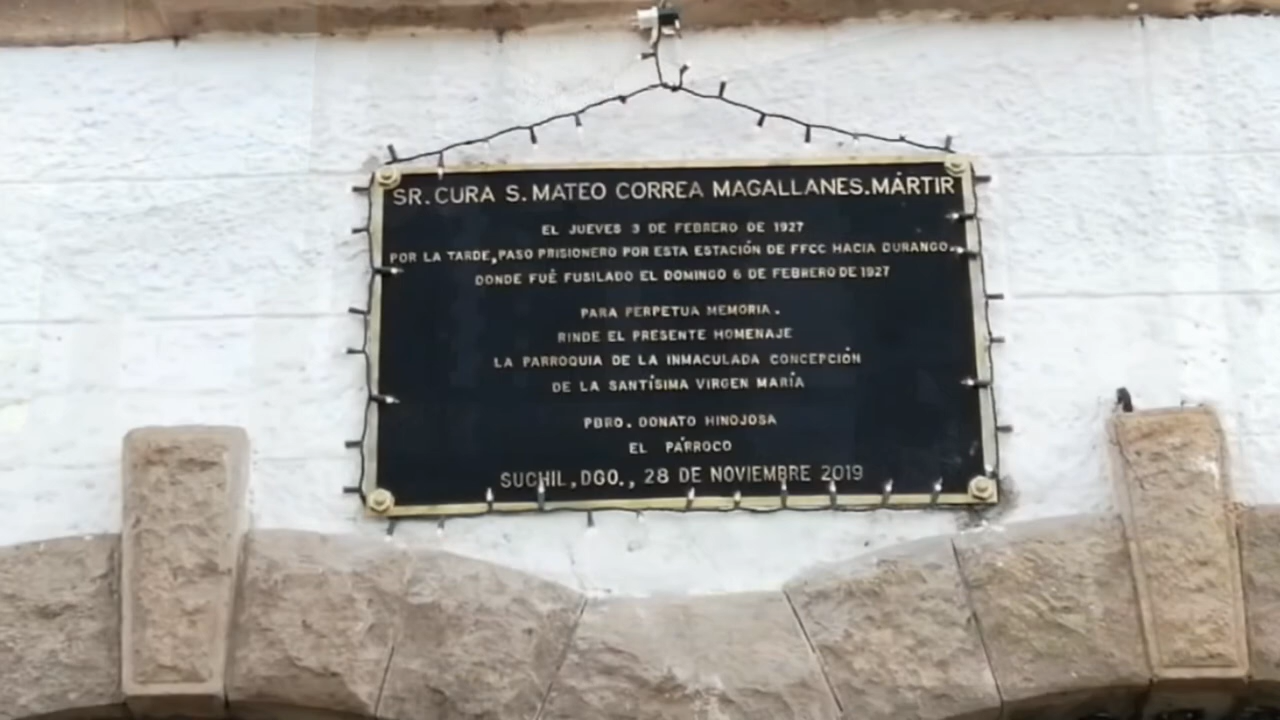 SR. CURA S. MATEO CORREA MAGALLANES. MÁRTIR
EL JUEVES 3 DE FEBRERO DE 1927
POR LA TARDE, PASO PRISIONERO POR ESTA ESTACIÓN DE FFCC HACIA DURANGO.
DONDE FUÉ FUSILADO EL DOMINGO 6 DE FEBRERO DE 1927
PARA PERPETUA MEMORIA.
RINDE EL PRESENTE HOMENAJE
LA PARROQUIA DE LA INMACULADA CONCEPCIÓN
DE LA SANTÍSIMA VIRGEN MARÍA
PBRO. DONATO HINOJOSA
EL PÁRROCO
SUCHIL, DGO., 28 DE NOVIEMBRE 2019